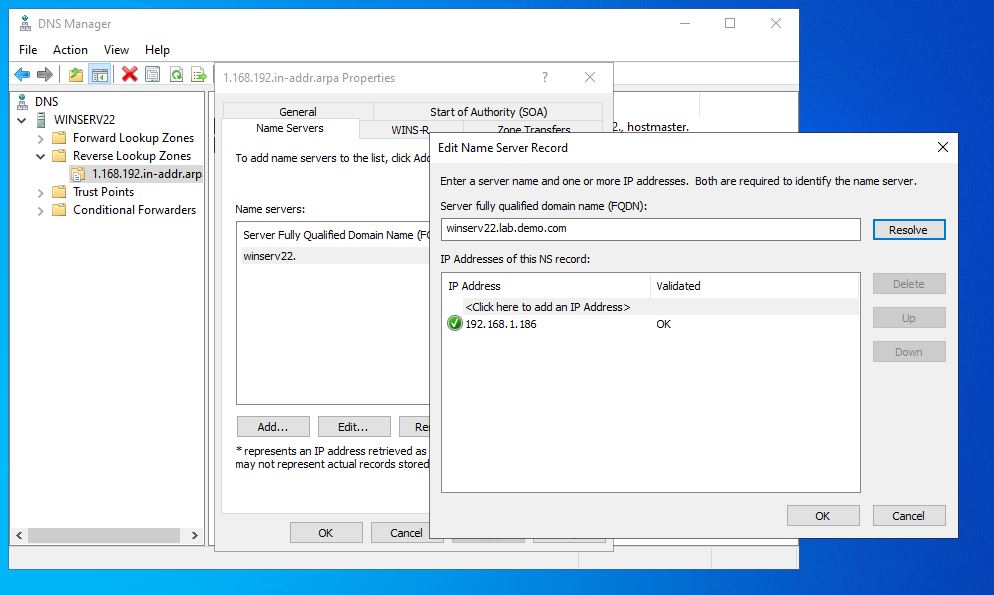 DNS Manager
File Action View Help
DNS
WINSERV22
Forward Lookup Zones
Reverse Lookup Zones
1.168.192.in-addr.arp
Trust Points
Conditional Forwarders
2., hostmaster.
1.168.192.in-addr.arpa Properties
?
General
Start of Authority (SOA)
Name Servers
WINS-R
Zone Transfers
To add name servers to the list, click Add
Name servers:
Server Fully Qualified Domain Name (FQ
winserv22.
Add...
Edit...
Re
* represents an IP address retrieved as
may not represent actual records stored
OK
Cancel
Edit Name Server Record
Enter a server name and one or more IP addresses. Both are required to identify the name server.
Server fully qualified domain name (FQDN):
winserv22.lab.demo.com
Resolve
IP Addresses of this NS record:
IP Address
Validated
Delete
<Click here to add an IP Address>
192.168.1.186
OK
Up
Down
OK
Cancel